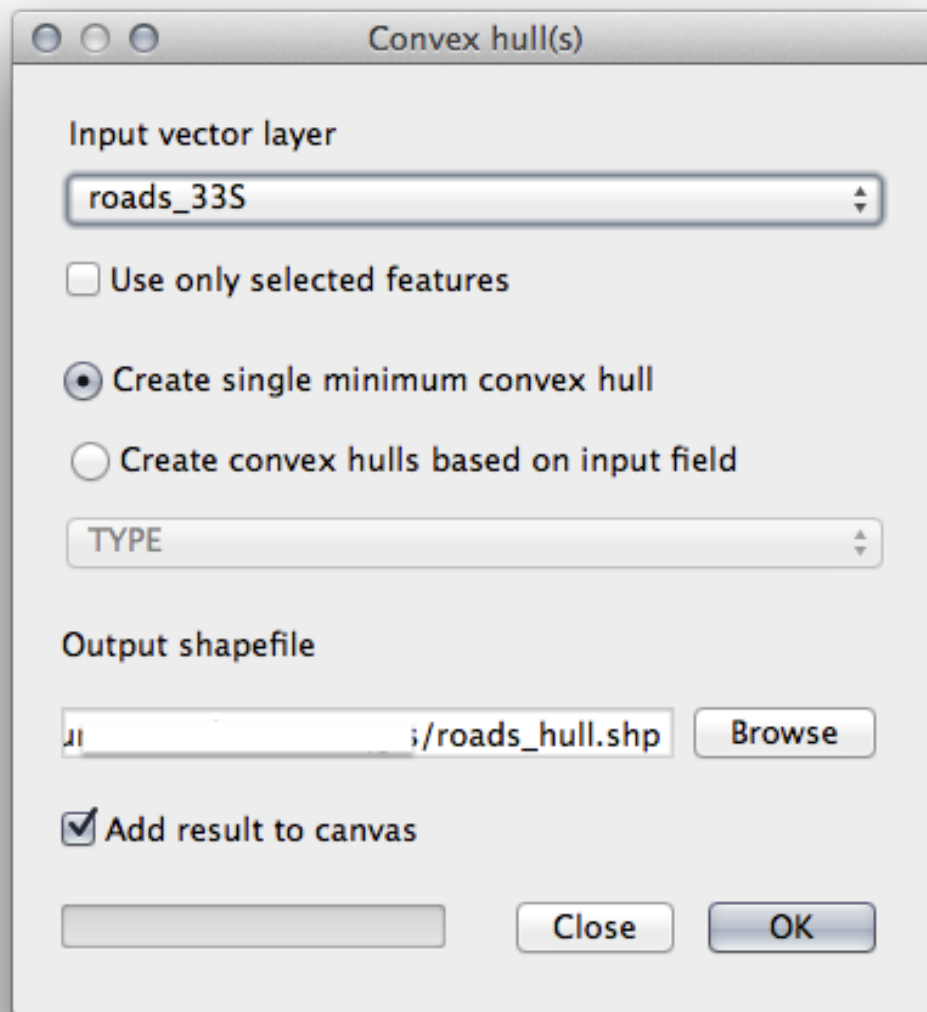 Convex hull(s)
Input vector layer
roads_33S
Use only selected features
Create single minimum convex hull
Create convex hulls based on input field
TYPE
Output shapefile
/roads_hull.shp
Browse
Add result to canvas
Close
OK